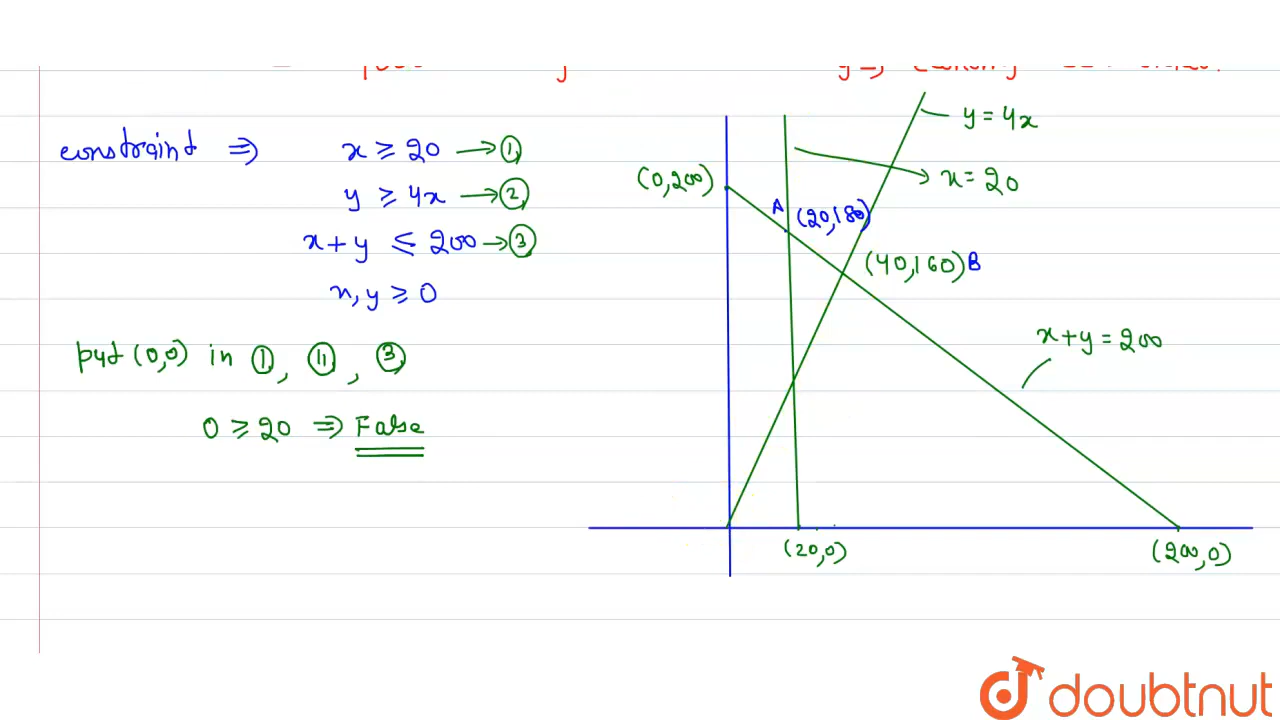 constraint ⇒ x ≥ 20 → ①
y ≥ 4x → ②
x+y ≤ 200 → ③
x, y ≥ 0
put (0,0) in ①, ⑪, ③
0 ≥ 20 ⇒ False
y = 4x
x = 20
(0,200)
A (20,180)
(40,160) B
x+y = 200
(20,0)
(200,0)
doubtnut